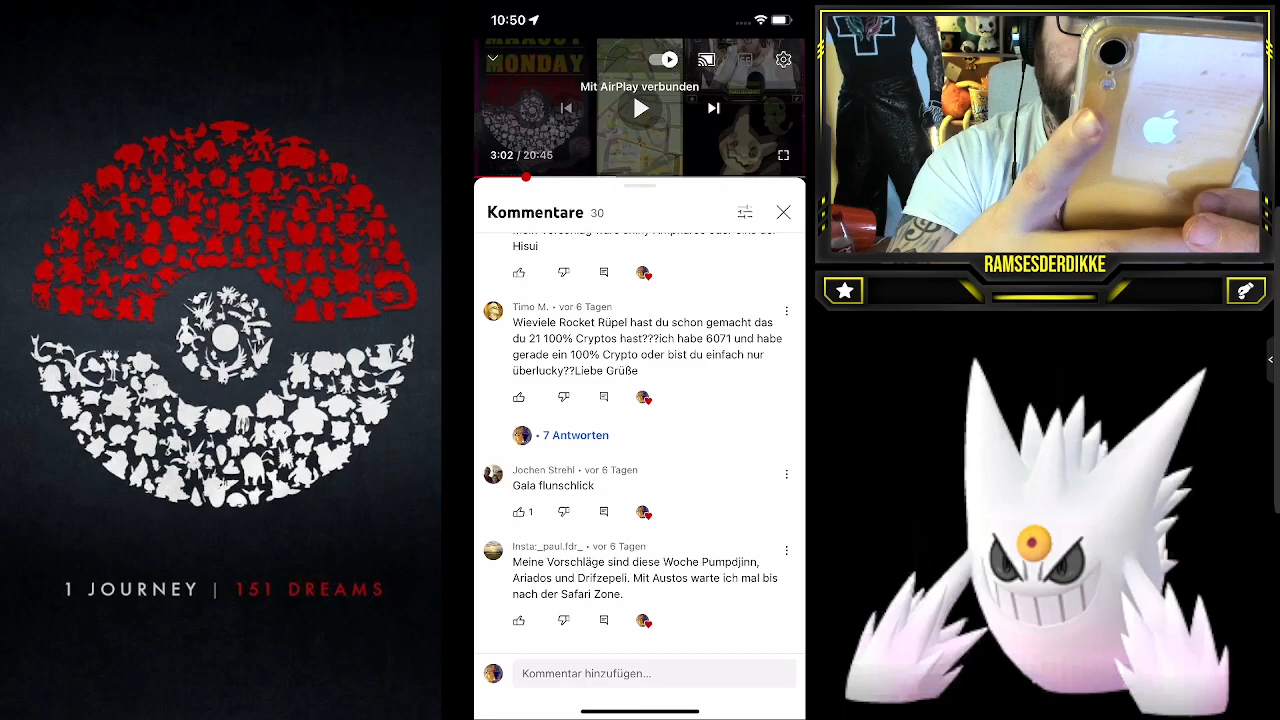 1 JOURNEY | 151 DREAMS
10:50
MONDAY
Mit AirPlay verbunden
3:02 / 20:45
Kommentare 30
Hisui
Timo M. • vor 6 Tagen
Wieviele Rocket Rüpel hast du schon gemacht das
du 21 100% Cryptos hast???ich habe 6071 und habe
gerade ein 100% Crypto oder bist du einfach nur
überlucky??Liebe Grüße
• 7 Antworten
Jochen Strehl • vor 6 Tagen
Gala flunschlick
1
Insta:_paul.fdr_ • vor 6 Tagen
Meine Vorschläge sind diese Woche Pumpdjinn,
Ariados und Drifzepeli. Mit Austos warte ich mal bis
nach der Safari Zone.
Kommentar hinzufügen...
RAMSESDERDIKKE